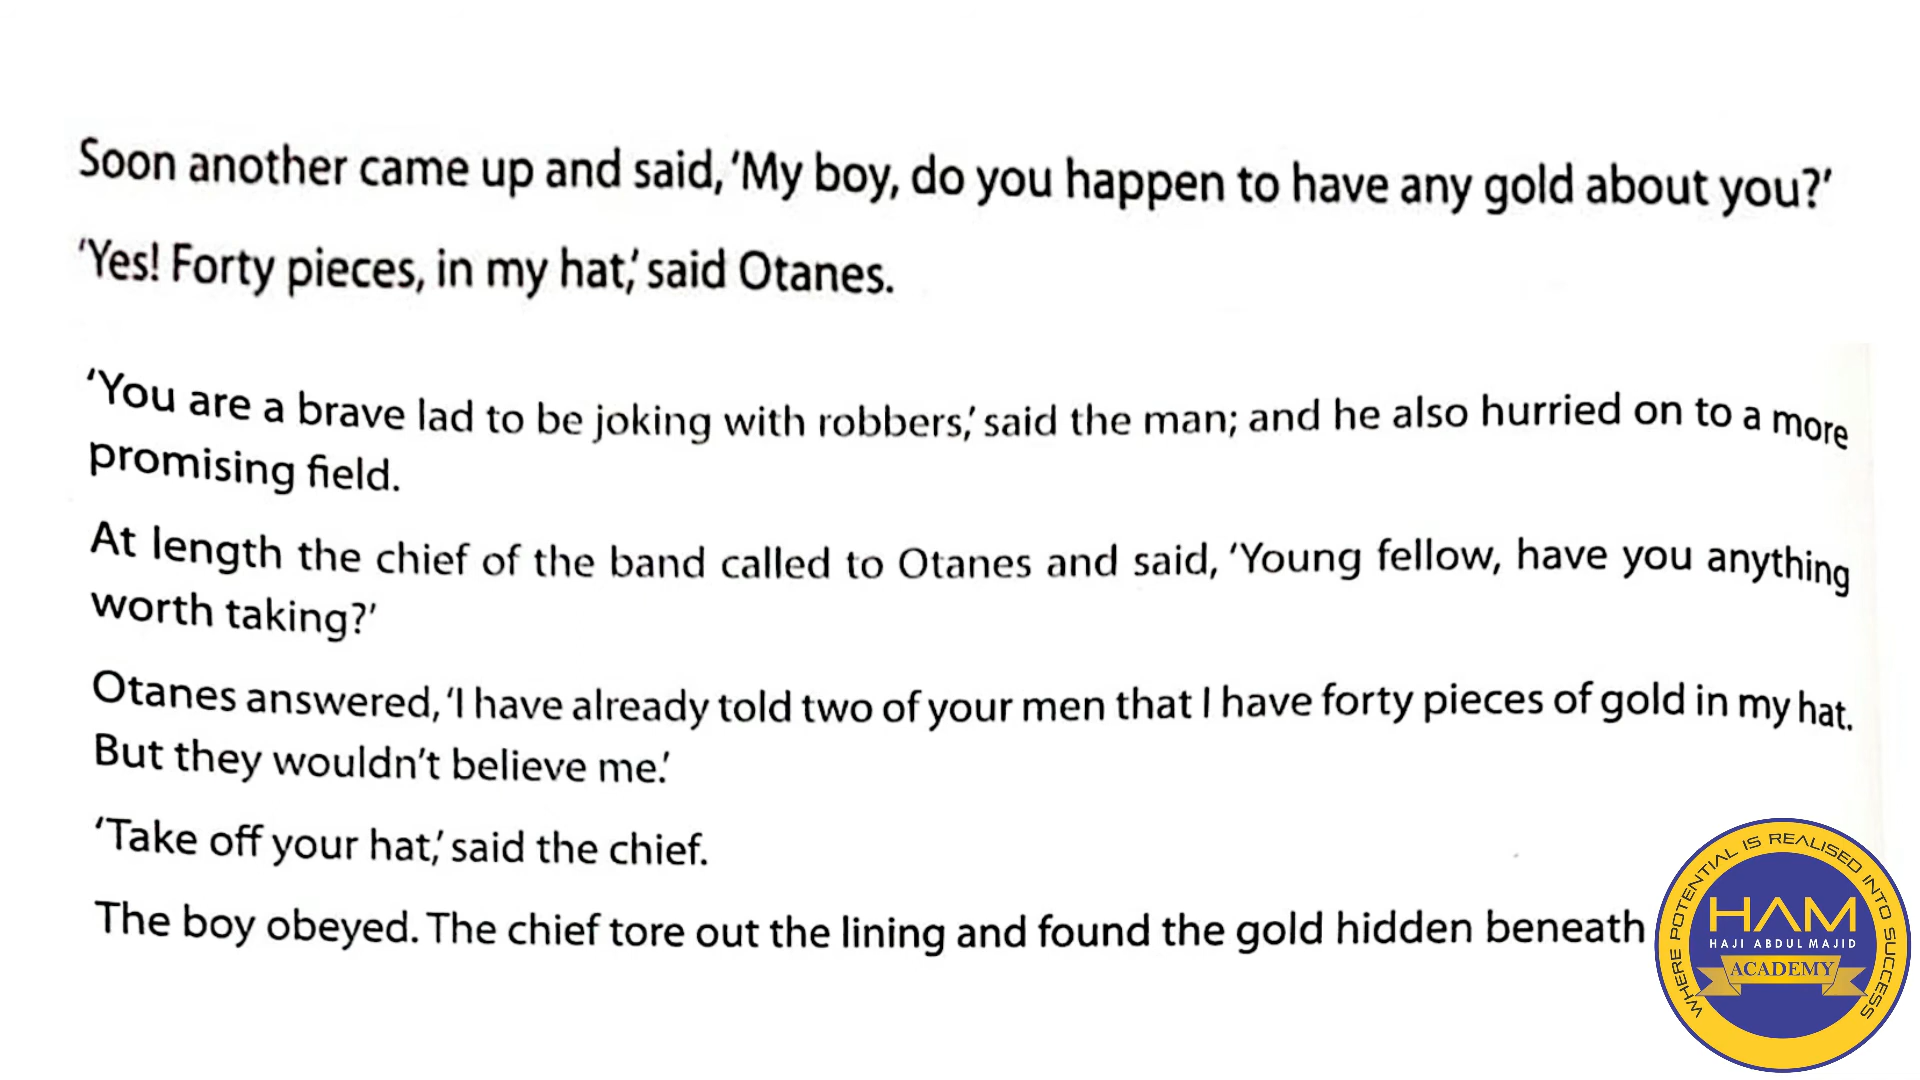 Soon another came up and said, ‘My boy, do you happen to have any gold about you?’
‘Yes! Forty pieces, in my hat,’ said Otanes.
‘You are a brave lad to be joking with robbers,’ said the man; and he also hurried on to a more
promising field.
At length the chief of the band called to Otanes and said, ‘Young fellow, have you anything
worth taking?’
Otanes answered, ‘I have already told two of your men that I have forty pieces of gold in my hat.
But they wouldn’t believe me.’
‘Take off your hat,’ said the chief.
The boy obeyed. The chief tore out the lining and found the gold hidden beneath
WHERE POTENTIAL IS REALISED INTO SUCCESS
HAM
HAJI ABDUL MAJID
ACADEMY